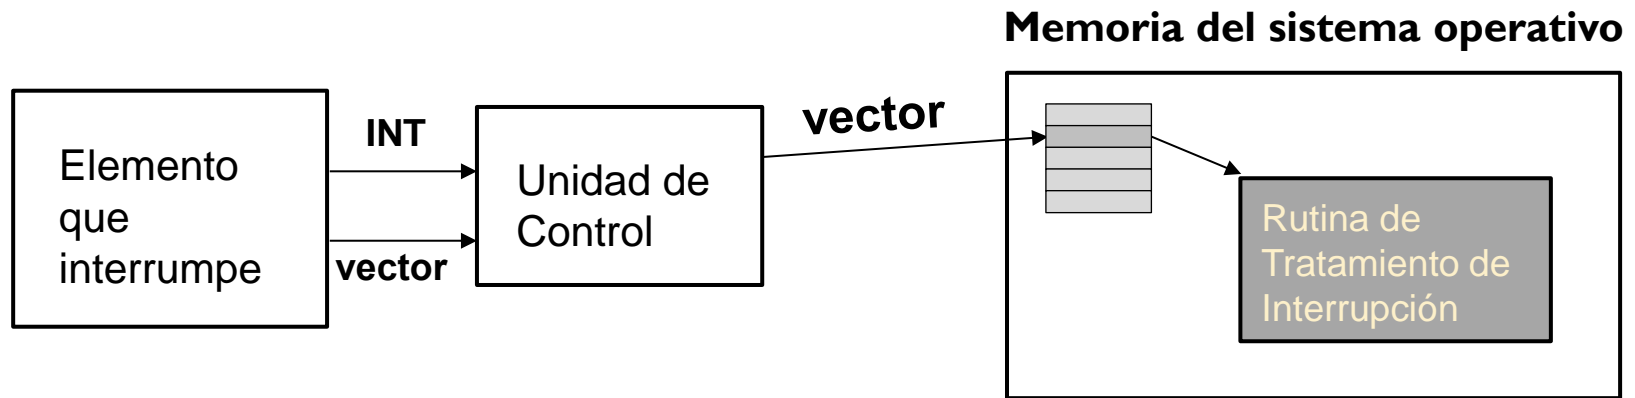 Memoria del sistema operativo
Elemento
que
interrumpe
INT
vector
Unidad de
Control
vector
Rutina de
Tratamiento de
Interrupción